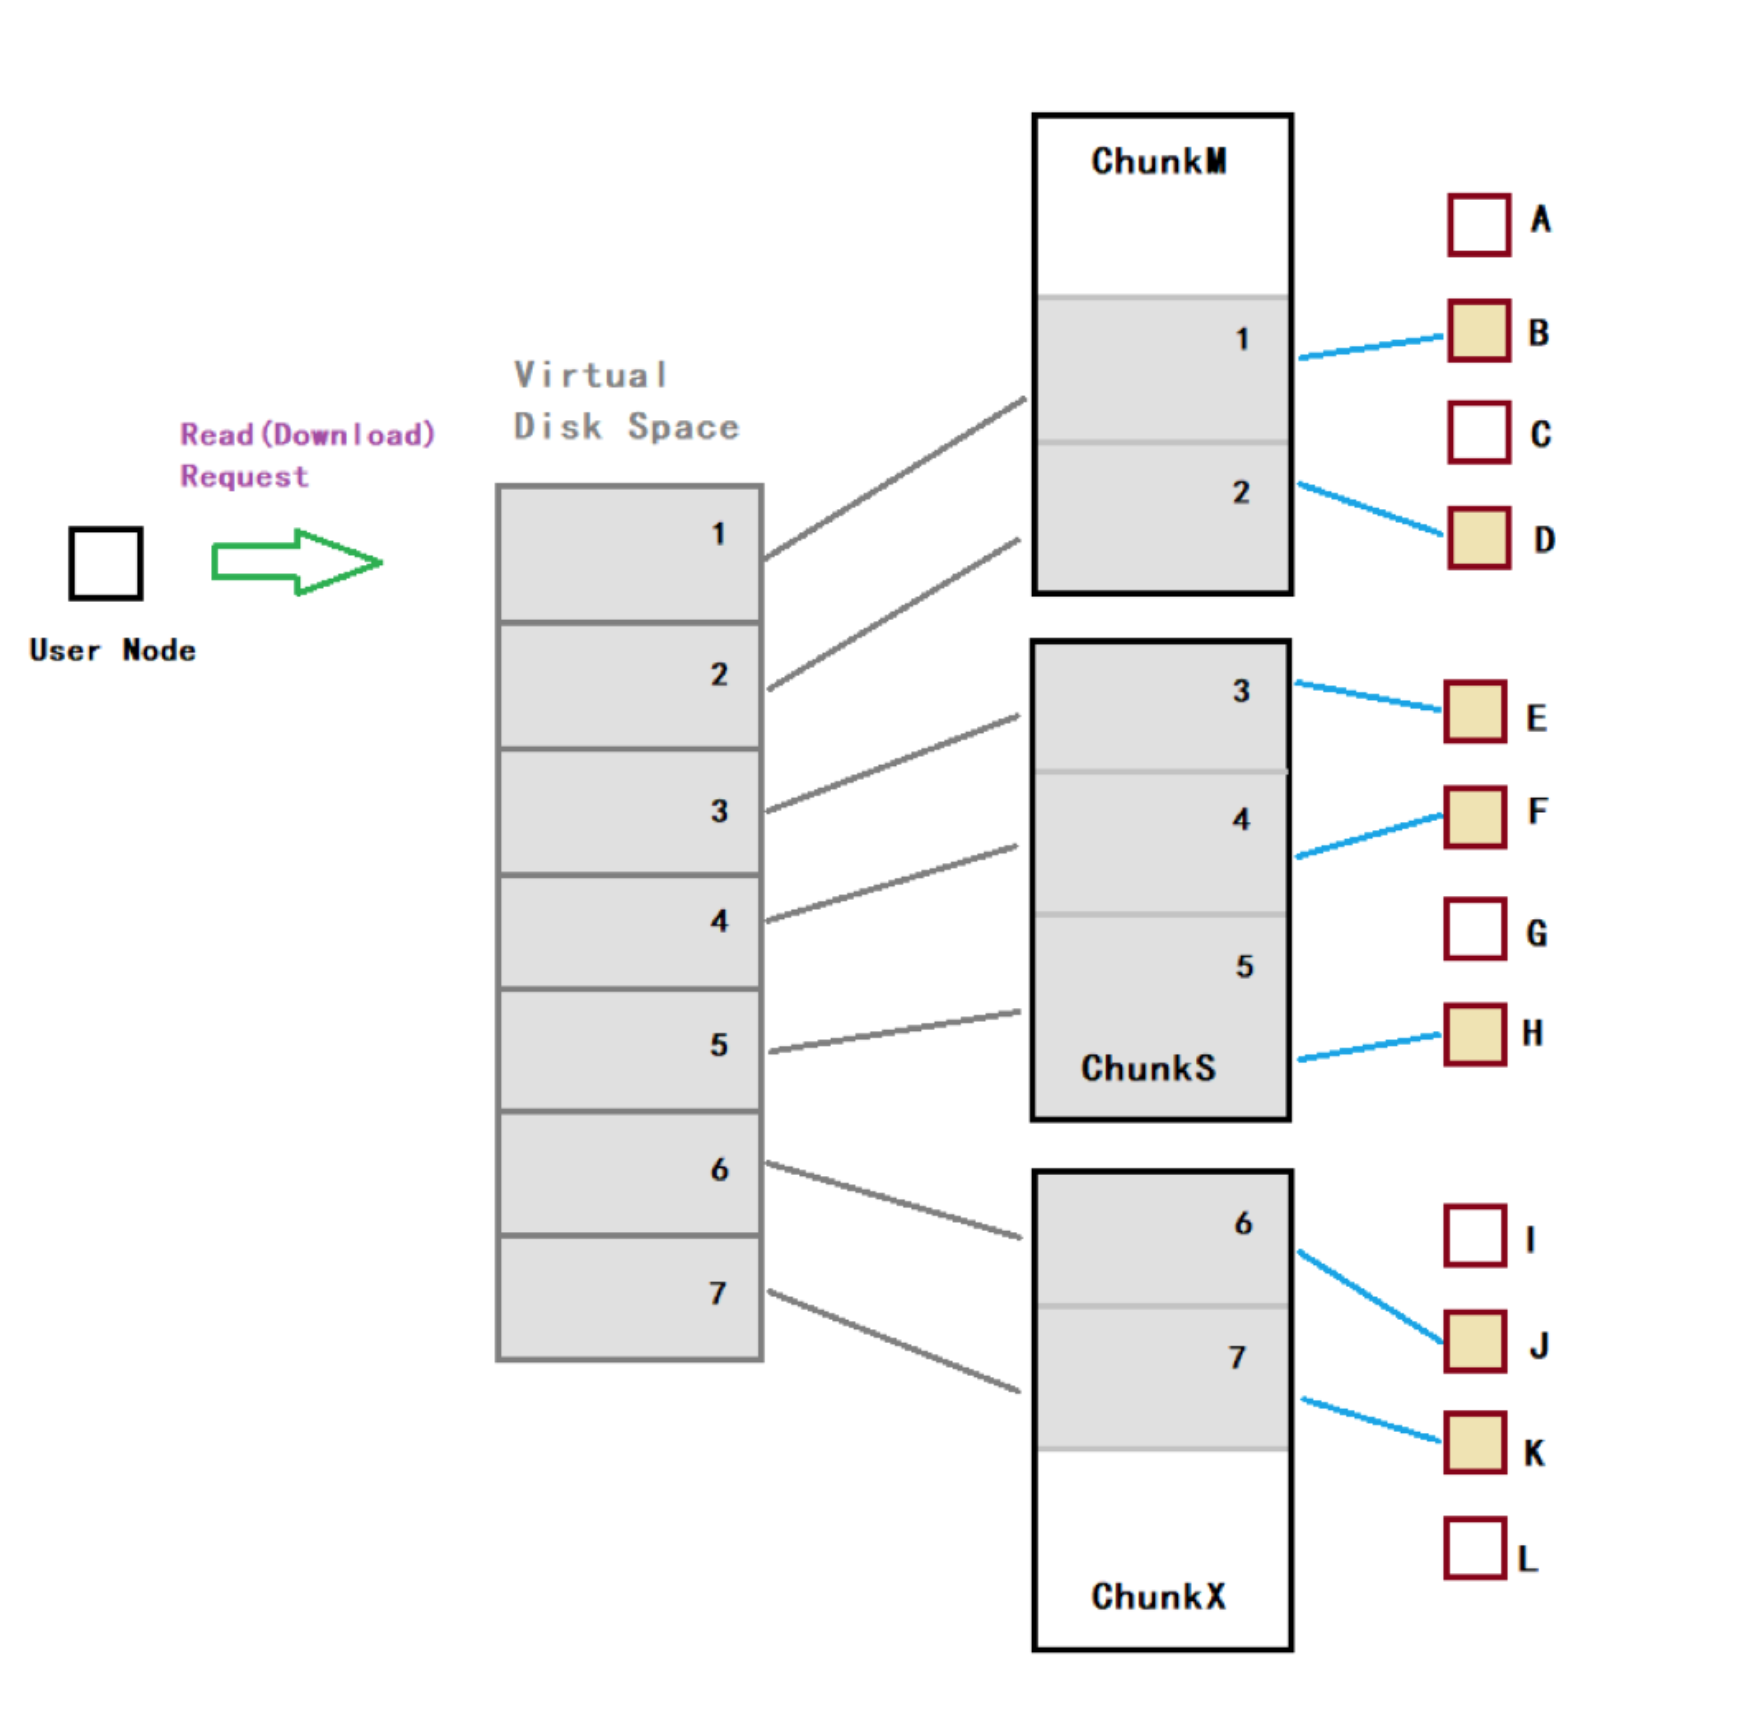 Read(Download)
Request
User Node
Virtual
Disk Space
1
2
3
4
5
6
7
ChunkM
1
2
3
4
5
ChunkS
6
7
ChunkX
A
B
C
D
E
F
G
H
I
J
K
L